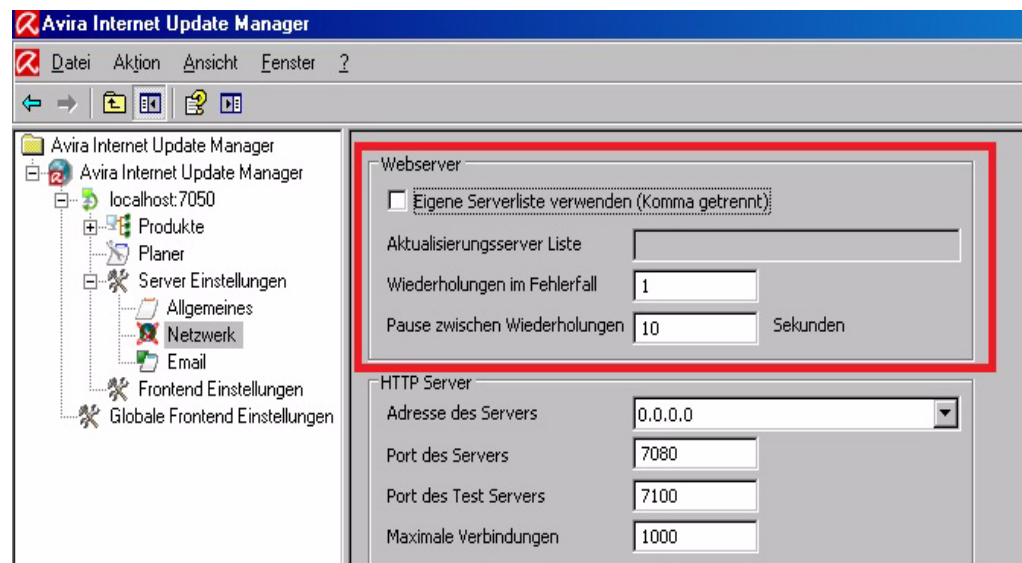 Avira Internet Update Manager
Datei Aktion Ansicht Fenster ?
Avira Internet Update Manager
Avira Internet Update Manager
localhost:7050
Produkte
Planer
Server Einstellungen
Allgemeines
Netzwerk
Email
Frontend Einstellungen
Globale Frontend Einstellungen
Webserver
Eigene Serverliste verwenden (Komma getrennt)
Aktualisierungsserver Liste
Wiederholungen im Fehlerfall 1
Pause zwischen Wiederholungen 10 Sekunden
HTTP Server
Adresse des Servers 0.0.0.0
Port des Servers 7080
Port des Test Servers 7100
Maximale Verbindungen 1000